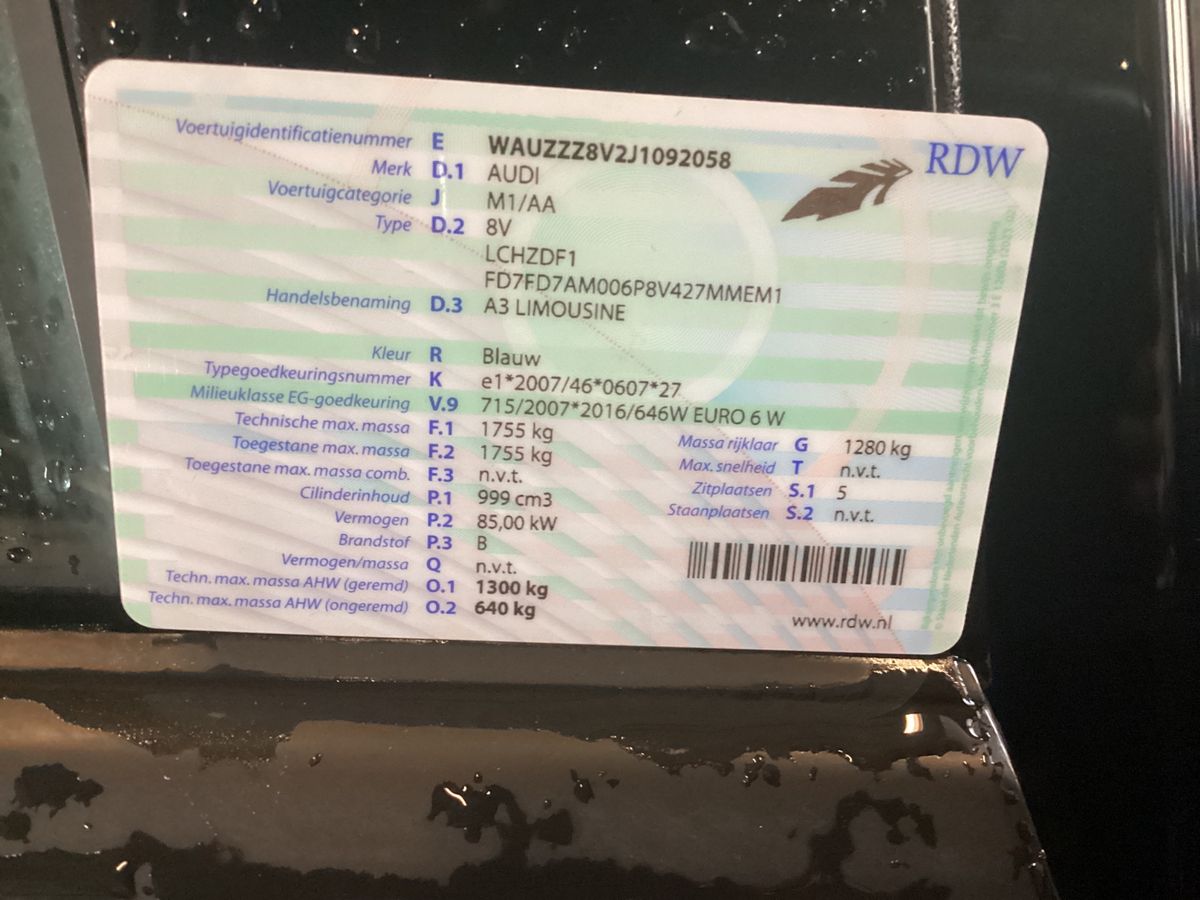 Voertuigidentificatienummer E WAUZZZ8V2J1092058
RDW
Merk D.1 AUDI
Voertuigcategorie J M1/AA
Type D.2 8V
LCHZDF1
FD7FD7AM006P8V427MMEM1
Handelsbenaming D.3 A3 LIMOUSINE
Kleur R Blauw
Typegoedkeuringsnummer K e1*2007/46*0607*27
Milieuklasse EG-goedkeuring V.9 715/2007*2016/646W EURO 6 W
Technische max. massa F.1 1755 kg
Toegestane max. massa F.2 1755 kg
Toegestane max. massa comb. F.3 n.v.t.
Cilinderinhoud P.1 999 cm3
Vermogen P.2 85,00 kW
Brandstof P.3 B
Vermogen/massa Q n.v.t.
Techn. max. massa AHW (geremd) O.1 1300 kg
Techn. max. massa AHW (ongeremd) O.2 640 kg
Massa rijklaar G 1280 kg
Max. snelheid T n.v.t.
Zitplaatsen S.1 5
Staanplaatsen S.2 n.v.t.
www.rdw.nl